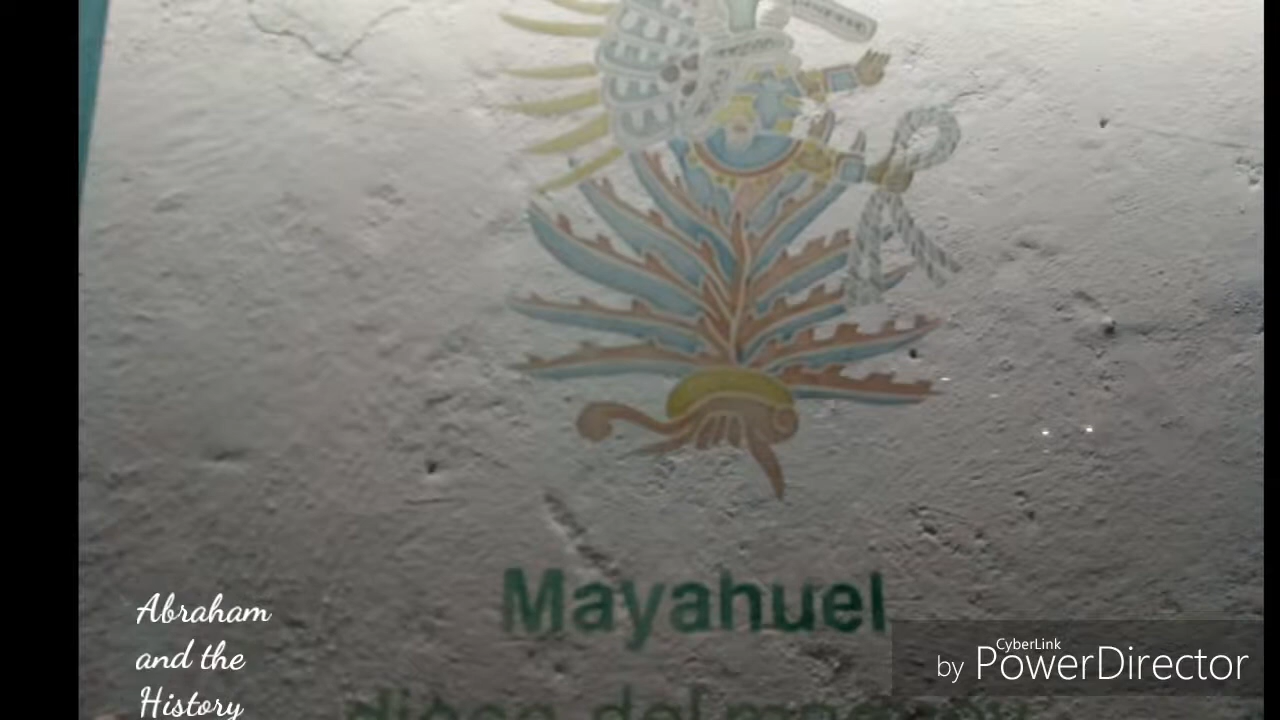 Mayahuel
Abraham
and the
History
CyberLink
by PowerDirector